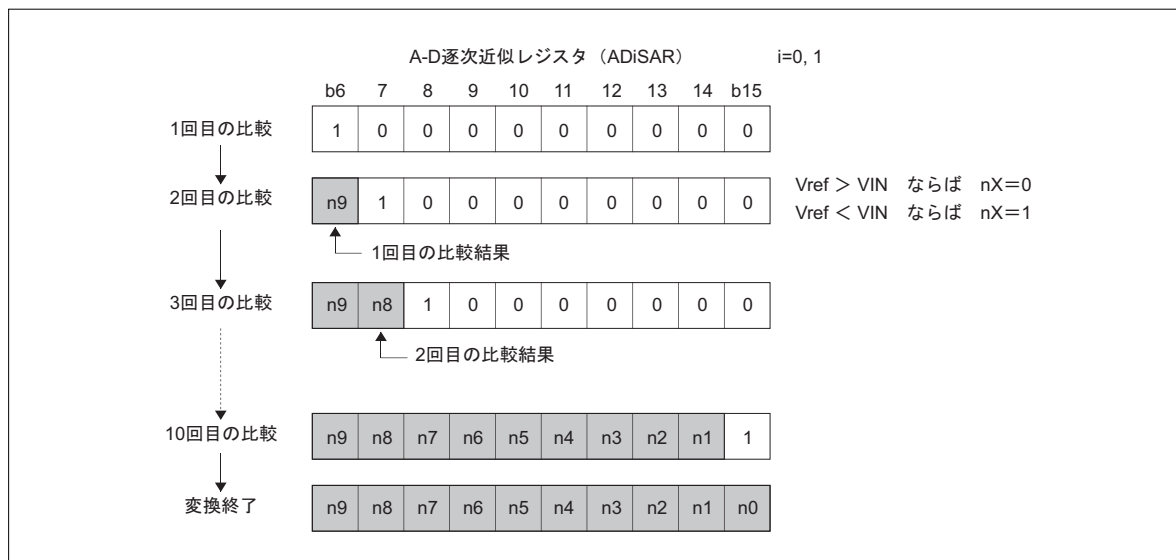 A-D逐次近似レジスタ（ADiSAR） i=0, 1
b6 7 8 9 10 11 12 13 14 b15
1回目の比較 1 0 0 0 0 0 0 0 0 0
2回目の比較 n9 1 0 0 0 0 0 0 0 0
Vref ＞ VIN ならば nX＝0
Vref ＜ VIN ならば nX＝1
1回目の比較結果
3回目の比較 n9 n8 1 0 0 0 0 0 0 0
2回目の比較結果
10回目の比較 n9 n8 n7 n6 n5 n4 n3 n2 n1 1
変換終了 n9 n8 n7 n6 n5 n4 n3 n2 n1 n0